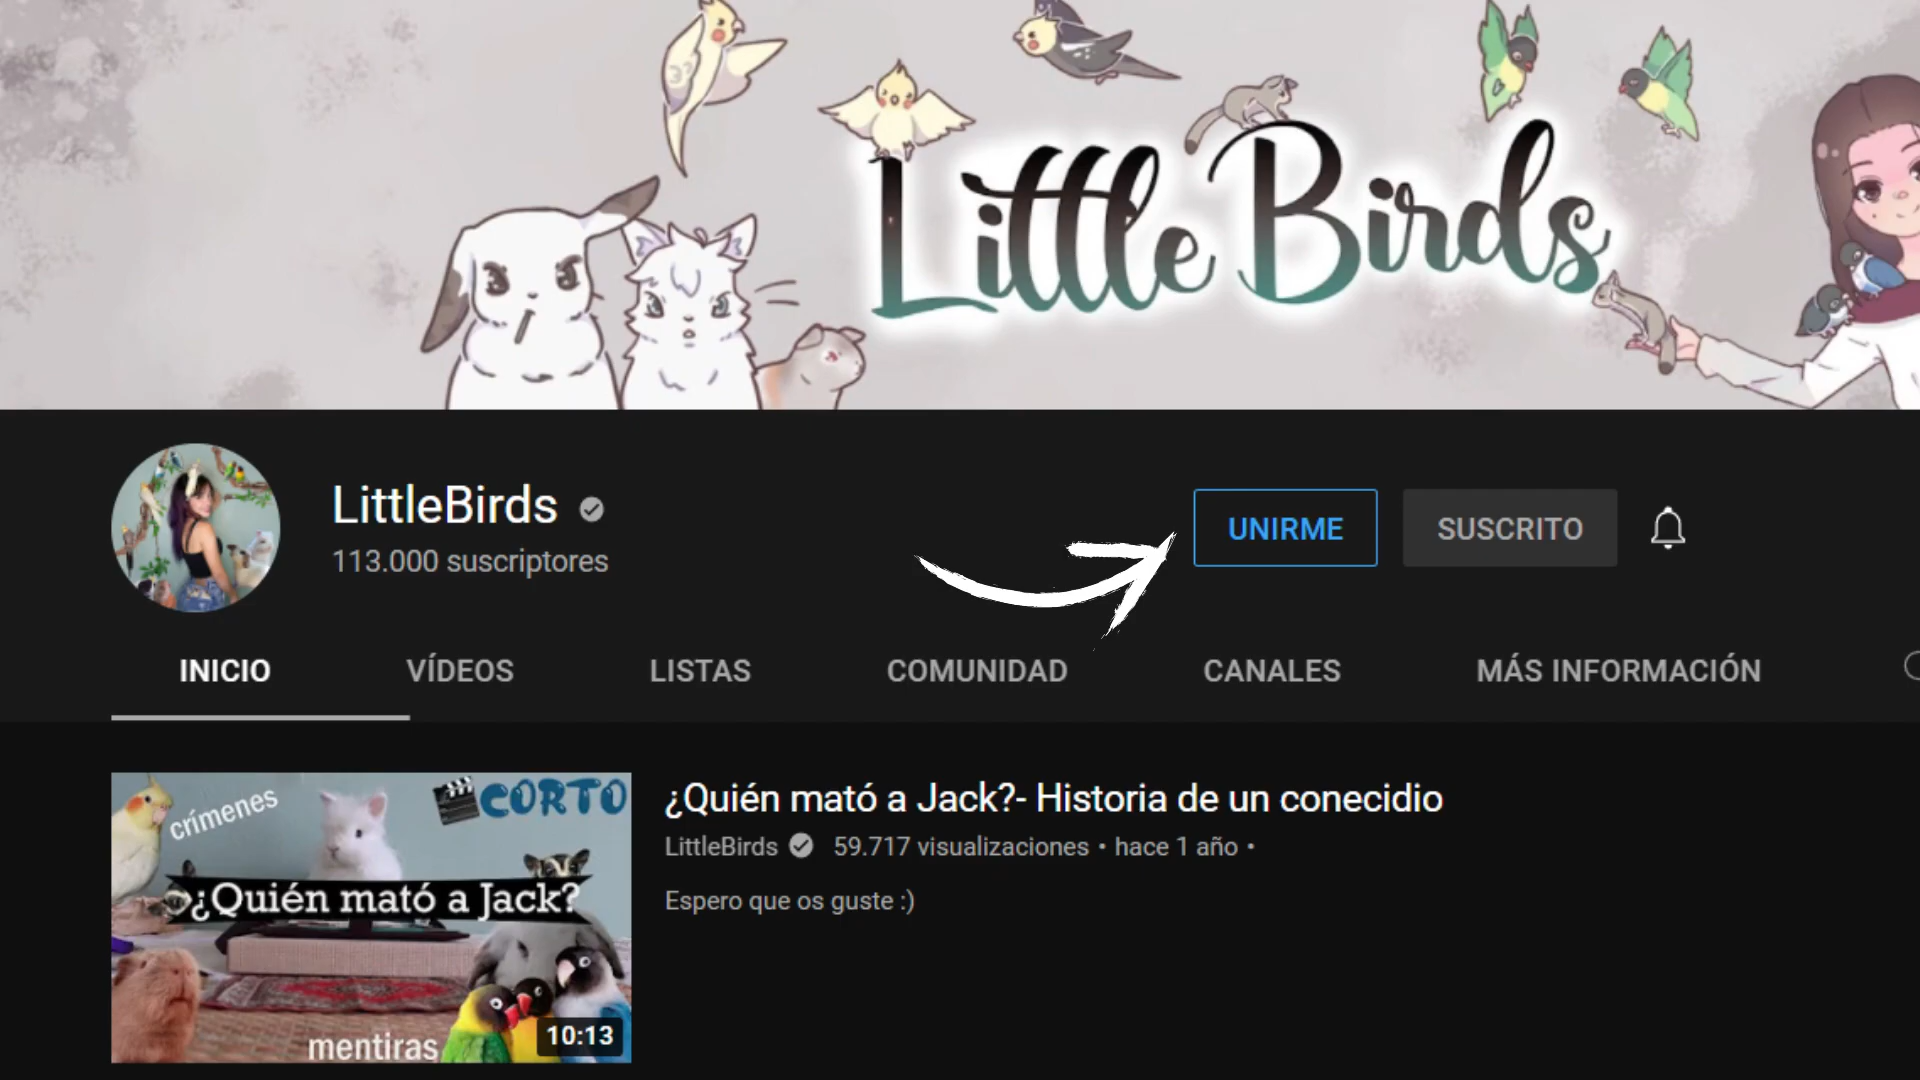 Little Birds
LittleBirds
113.000 suscriptores
UNIRME
SUSCRITO
INICIO
VÍDEOS
LISTAS
COMUNIDAD
CANALES
MÁS INFORMACIÓN
crímenes
CORTO
¿Quién mató a Jack?
mentiras
10:13
¿Quién mató a Jack?- Historia de un conecidio
LittleBirds 59.717 visualizaciones • hace 1 año •
Espero que os guste :)